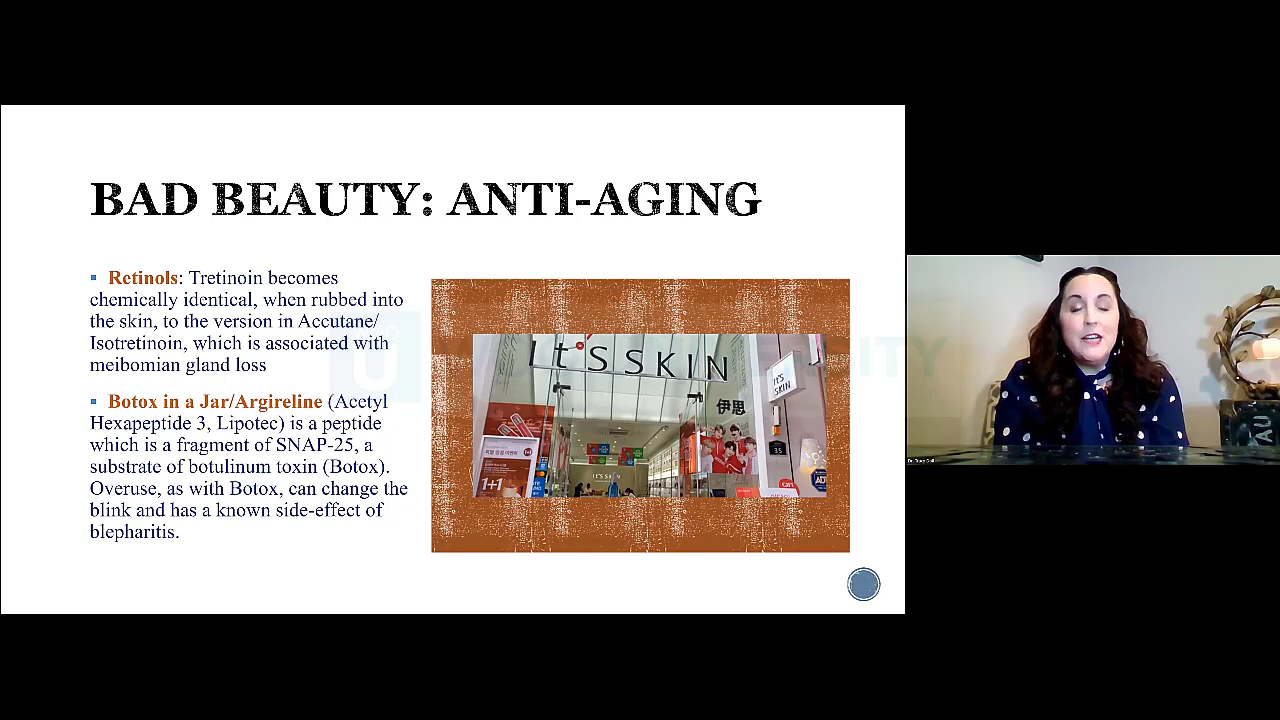 BAD BEAUTY: ANTI-AGING
▪ Retinols: Tretinoin becomes
chemically identical, when rubbed into
the skin, to the version in Accutane/
Isotretinoin, which is associated with
meibomian gland loss
▪ Botox in a Jar/Argireline (Acetyl
Hexapeptide 3, Lipotec) is a peptide
which is a fragment of SNAP-25, a
substrate of botulinum toxin (Botox).
Overuse, as with Botox, can change the
blink and has a known side-effect of
blepharitis.
It'S SKIN
It'S
SKIN
伊思
35
1+1
It'S SKIN
AU